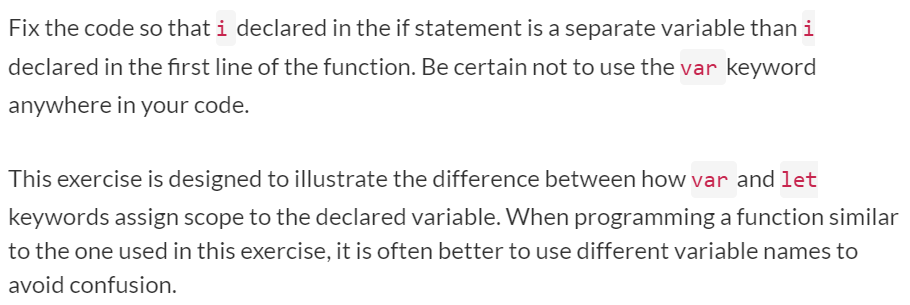 Fix the code so that i declared in the if statement is a separate variable than i
declared in the first line of the function. Be certain not to use the var keyword
anywhere in your code.
This exercise is designed to illustrate the difference between how var and let
keywords assign scope to the declared variable. When programming a function similar
to the one used in this exercise, it is often better to use different variable names to
avoid confusion.